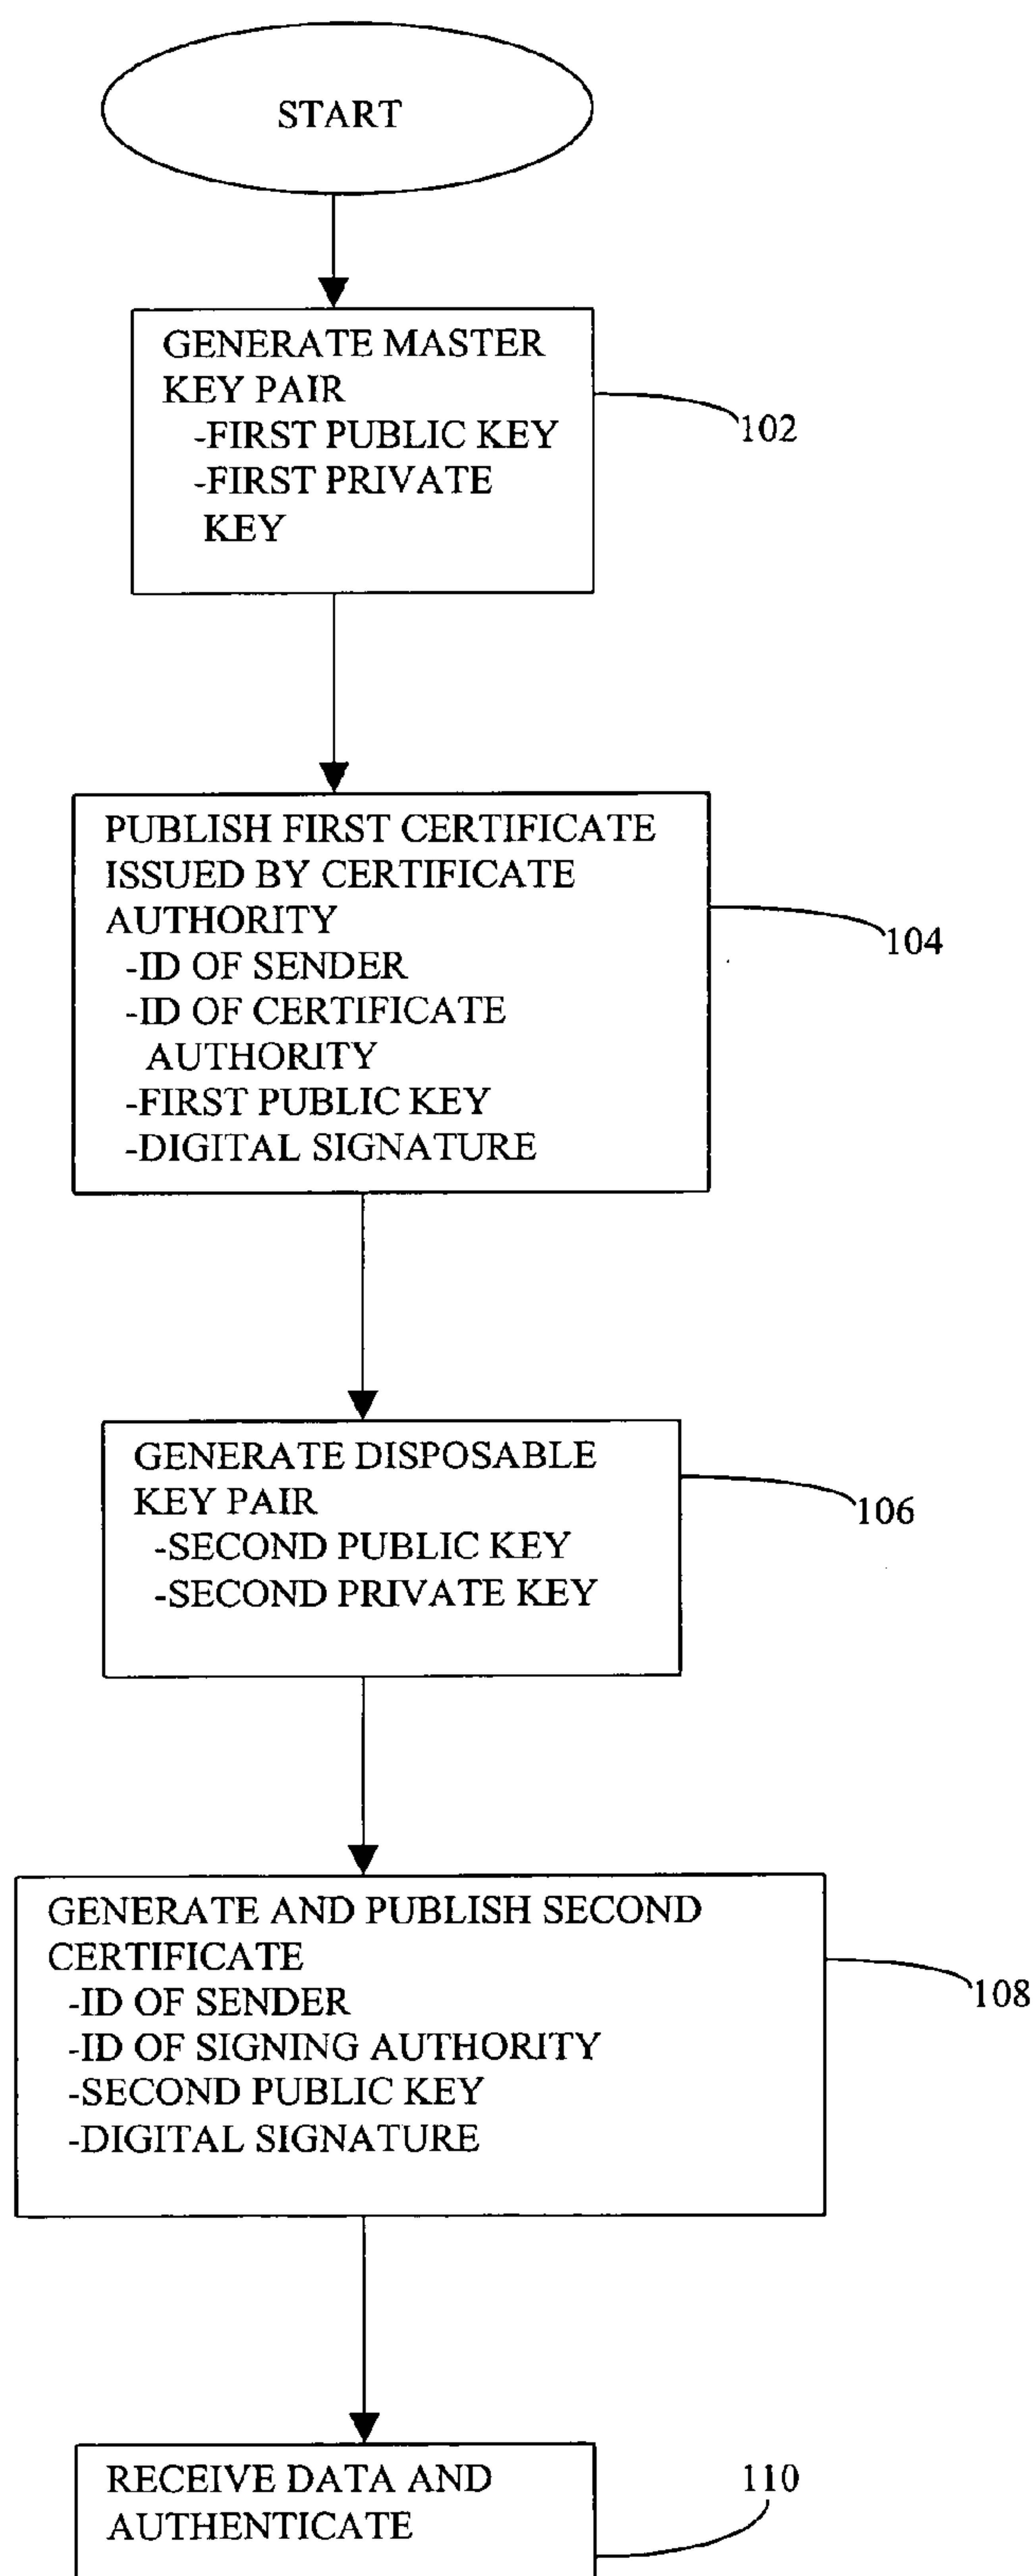 START
GENERATE MASTER
KEY PAIR
-FIRST PUBLIC KEY
-FIRST PRIVATE
KEY
102
PUBLISH FIRST CERTIFICATE
ISSUED BY CERTIFICATE
AUTHORITY
-ID OF SENDER
-ID OF CERTIFICATE
AUTHORITY
-FIRST PUBLIC KEY
-DIGITAL SIGNATURE
104
GENERATE DISPOSABLE
KEY PAIR
-SECOND PUBLIC KEY
-SECOND PRIVATE KEY
106
GENERATE AND PUBLISH SECOND
CERTIFICATE
-ID OF SENDER
-ID OF SIGNING AUTHORITY
-SECOND PUBLIC KEY
-DIGITAL SIGNATURE
108
RECEIVE DATA AND
AUTHENTICATE
110